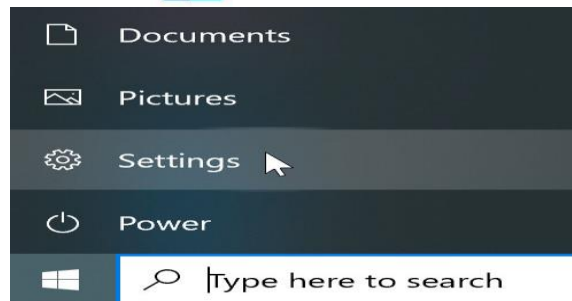 Documents
Pictures
Settings
Power
Type here to search